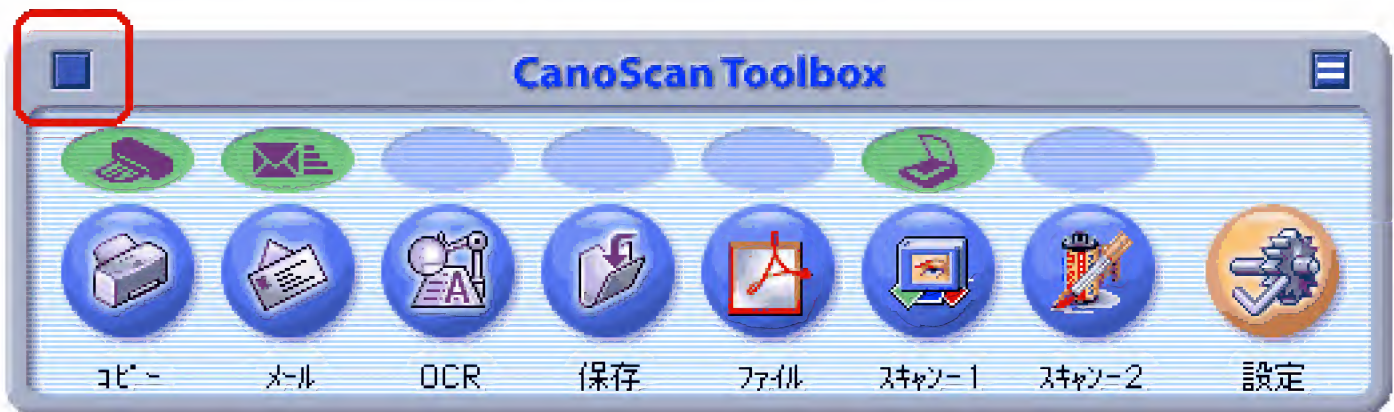 CanoScan Toolbox
ｺﾋﾟｰ ﾒｰﾙ OCR 保存 ﾌｧｲﾙ ｽｷｬﾝ-1 ｽｷｬﾝ-2 設定